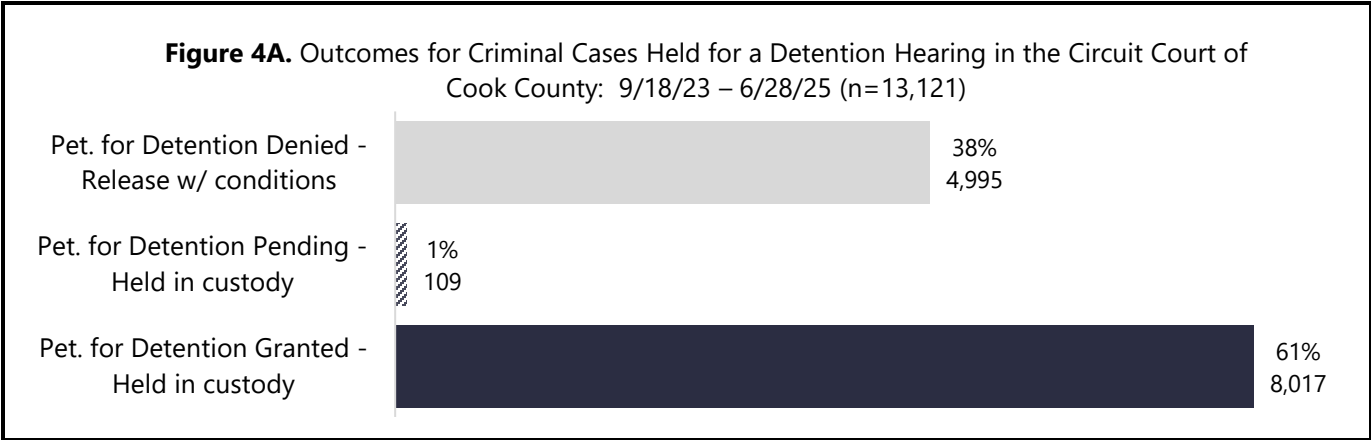 Figure 4A. Outcomes for Criminal Cases Held for a Detention Hearing in the Circuit Court of
Cook County:  9/18/23 – 6/28/25 (n=13,121)
Pet. for Detention Denied -
Release w/ conditions
38%
4,995
Pet. for Detention Pending -
Held in custody
1%
109
Pet. for Detention Granted -
Held in custody
61%
8,017